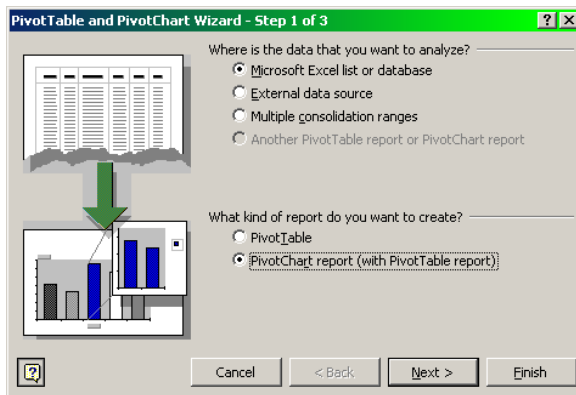 PivotTable and PivotChart Wizard - Step 1 of 3
Where is the data that you want to analyze?
Microsoft Excel list or database
External data source
Multiple consolidation ranges
Another PivotTable report or PivotChart report
What kind of report do you want to create?
PivotTable
PivotChart report (with PivotTable report)
Cancel
< Back
Next >
Finish